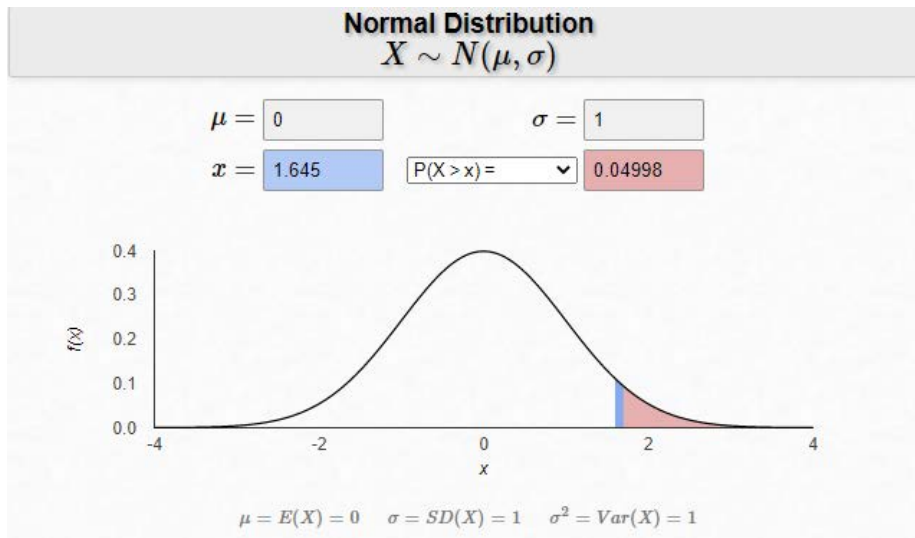 Normal Distribution
X ∼ N(μ, σ)
μ = 0 σ = 1
x = 1.645 P(X > x) = 0.04998
0.4
0.3
0.2
0.1
0.0
f(x)
-4 -2 0 2 4
x
μ = E(X) = 0 σ = SD(X) = 1 σ² = Var(X) = 1